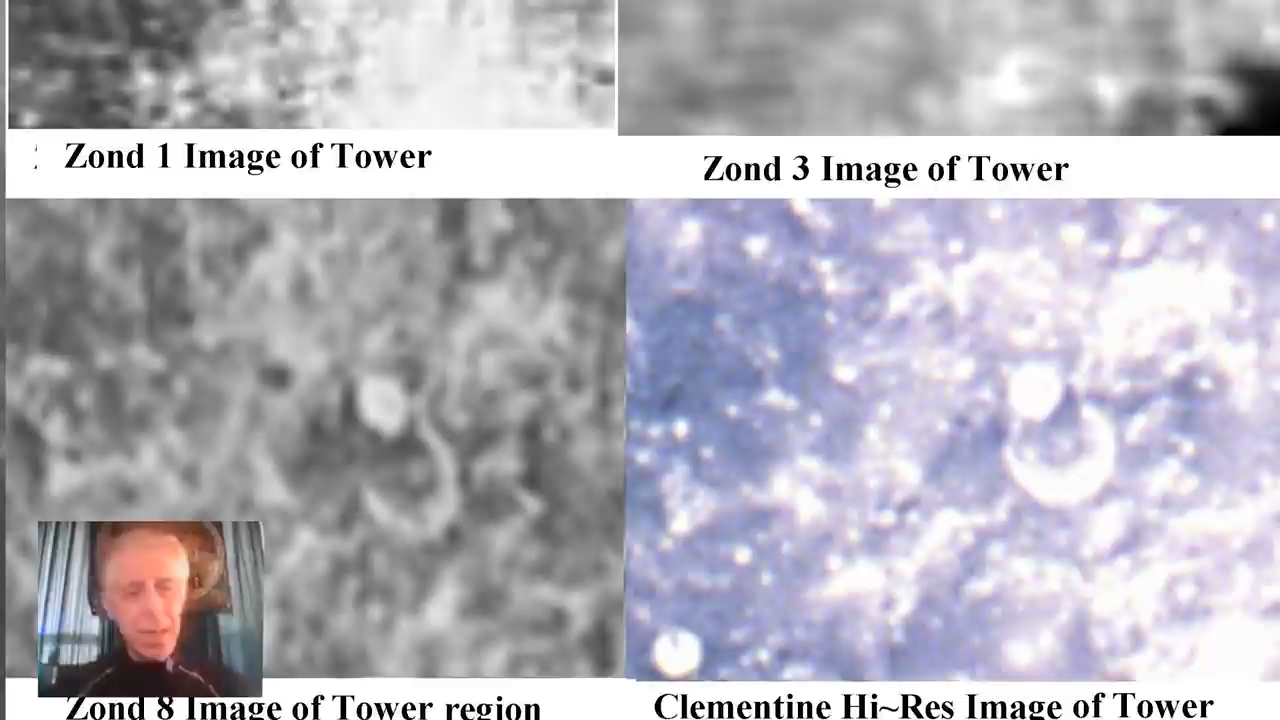 Zond 1 Image of Tower
Zond 3 Image of Tower
Zond 8 Image of Tower region
Clementine Hi~Res Image of Tower